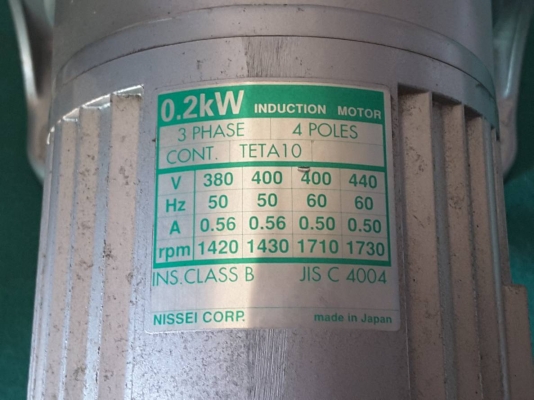 0.2kW INDUCTION MOTOR
3 PHASE 4 POLES
CONT. TETA10
V 380 400 400 440
Hz 50 50 60 60
A 0.56 0.56 0.50 0.50
rpm 1420 1430 1710 1730
INS.CLASS B JIS C 4004
NISSEI CORP. made in Japan